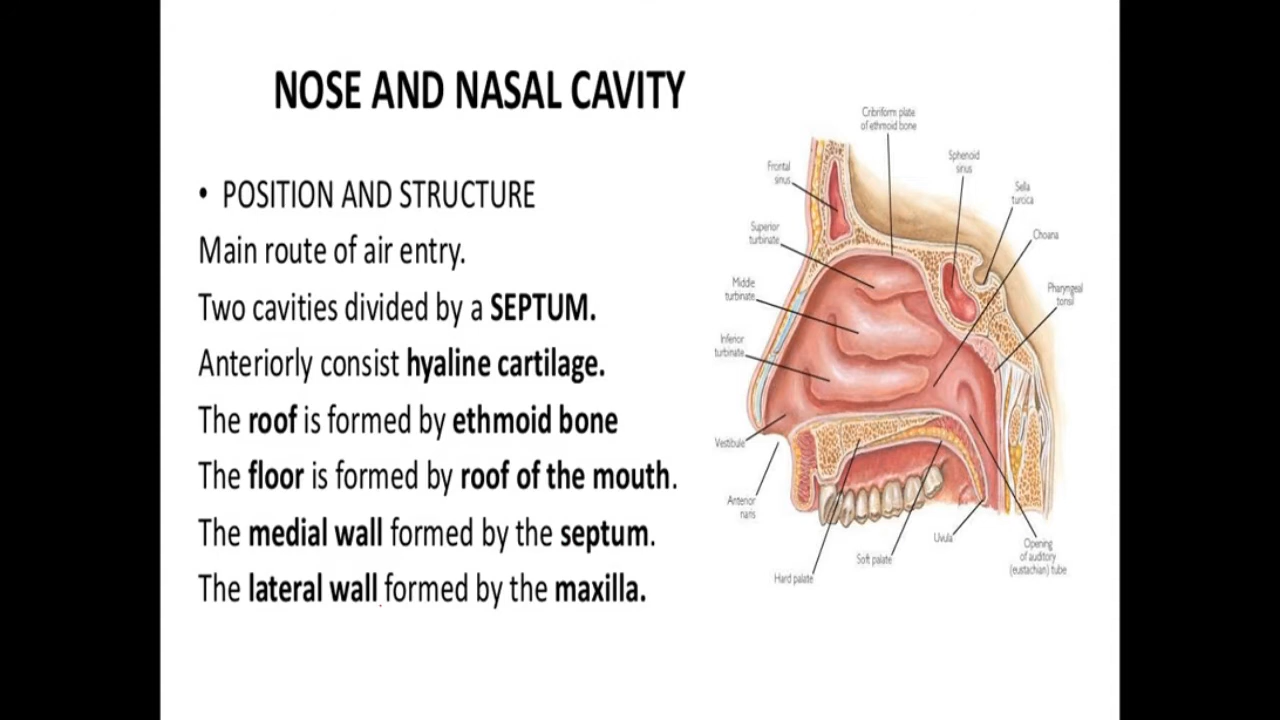 NOSE AND NASAL CAVITY
• POSITION AND STRUCTURE
Main route of air entry.
Two cavities divided by a SEPTUM.
Anteriorly consist hyaline cartilage.
The roof is formed by ethmoid bone
The floor is formed by roof of the mouth.
The medial wall formed by the septum.
The lateral wall formed by the maxilla.
Cribriform plate
of ethmoid bone
Sphenoid
sinus
Frontal
sinus
Sella
turcica
Superior
turbinate
Choana
Middle
turbinate
Pharyngeal
tonsil
Inferior
turbinate
Vestibule
Anterior
naris
Uvula
Opening
of auditory
(eustachian) tube
Soft palate
Hard palate